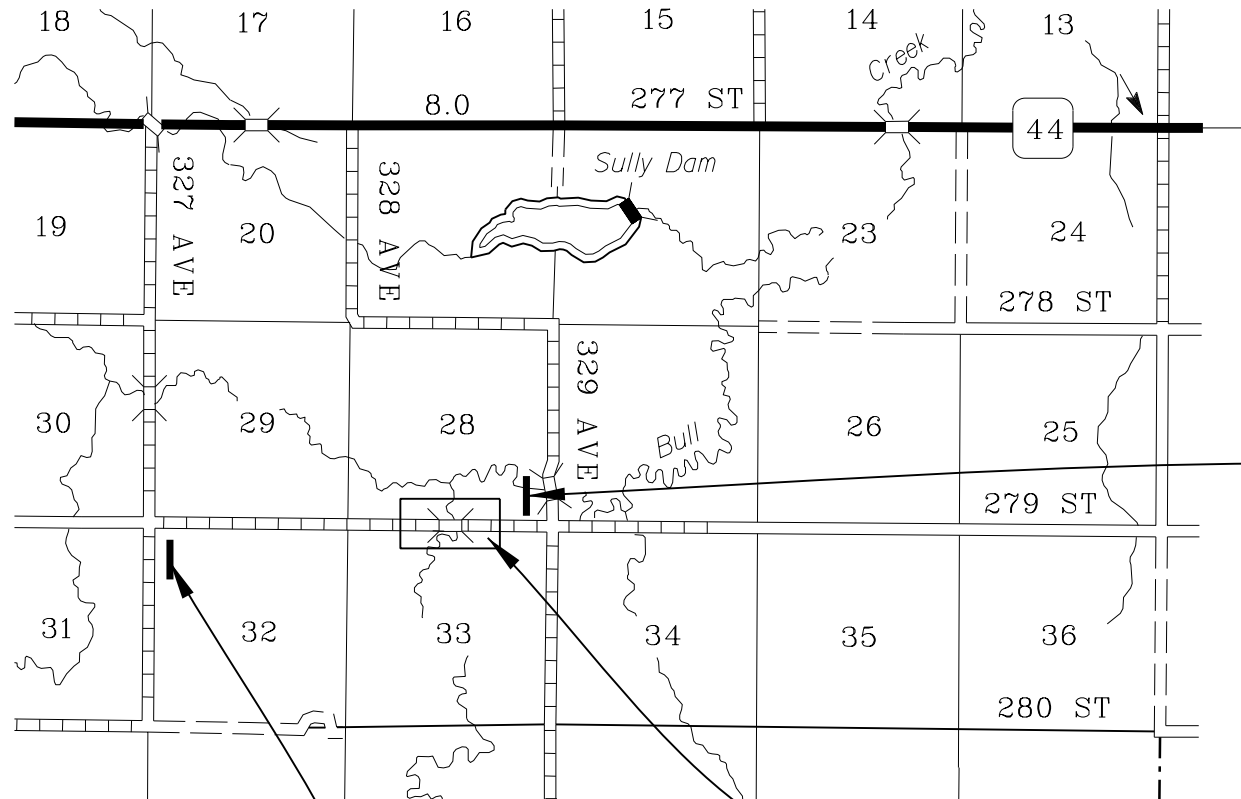 18 17 16 15 14 13
Creek
277 ST
8.0
44
Sully Dam
327 AVE
328 AVE
19 20 23 24
278 ST
329 AVE
30 29 28 26 25
Bull
279 ST
31 32 33 34 35 36
280 ST